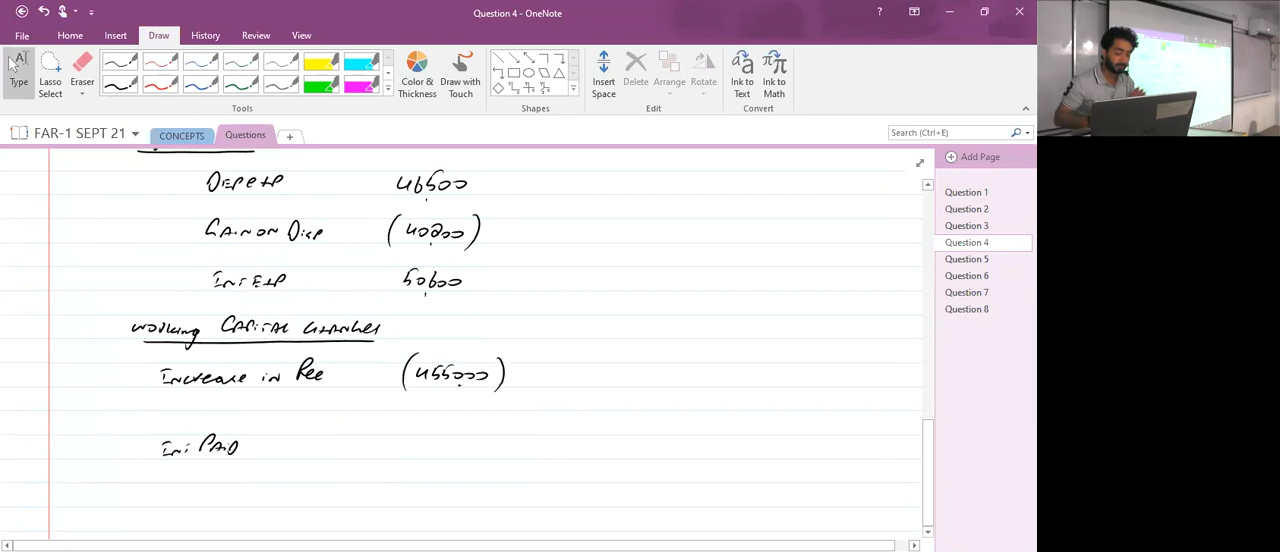 Question 4 - OneNote
File Home Insert Draw History Review View
Type
Lasso Select
Eraser
Color & Thickness
Draw with Touch
Insert Space
Delete
Arrange
Rotate
Ink to Text
Ink to Math
Tools Shapes Edit Convert
FAR-1 SEPT 21 CONCEPTS Questions
Search (Ctrl+E)
Add Page
Question 1
Question 2
Question 3
Question 4
Question 5
Question 6
Question 7
Question 8
Dep Exp 46500
Gain on Disp (40200)
Int Exp 50600
Working Capital Changes
Increase in Rec (455000)
Int Paid